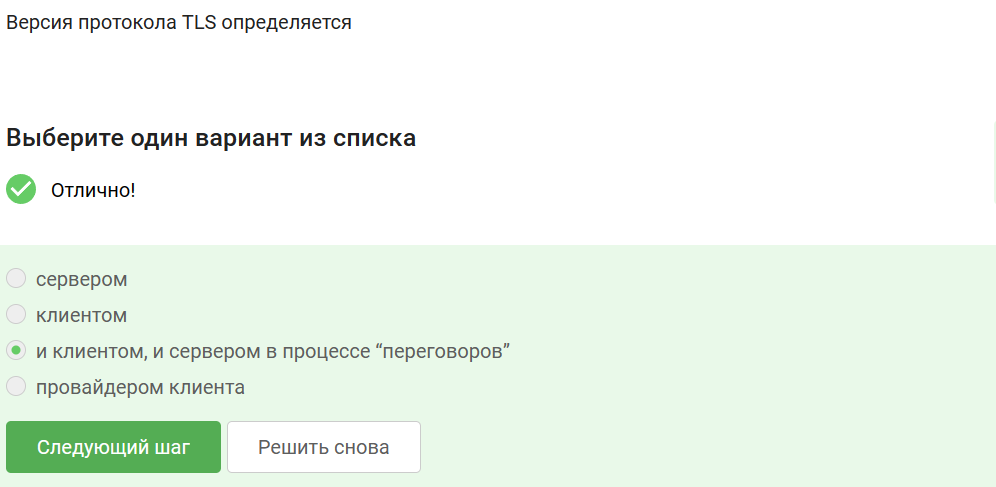 Версия протокола TLS определяется
Выберите один вариант из списка
Отлично!
сервером
клиентом
и клиентом, и сервером в процессе “переговоров”
провайдером клиента
Следующий шаг
Решить снова